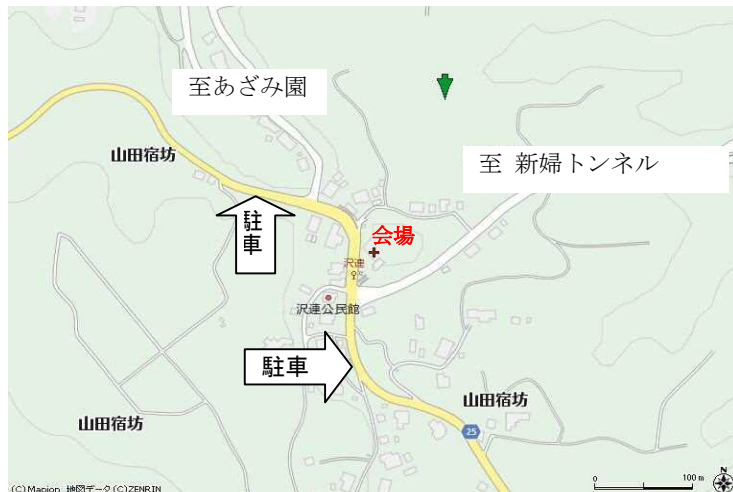 至あざみ園
山田宿坊
至 新婦トンネル
駐車
会場
沢連
沢連公民館
駐車
山田宿坊
山田宿坊
25
N
0
100 m
(C)Mapion 地図データ(C)ZENRIN